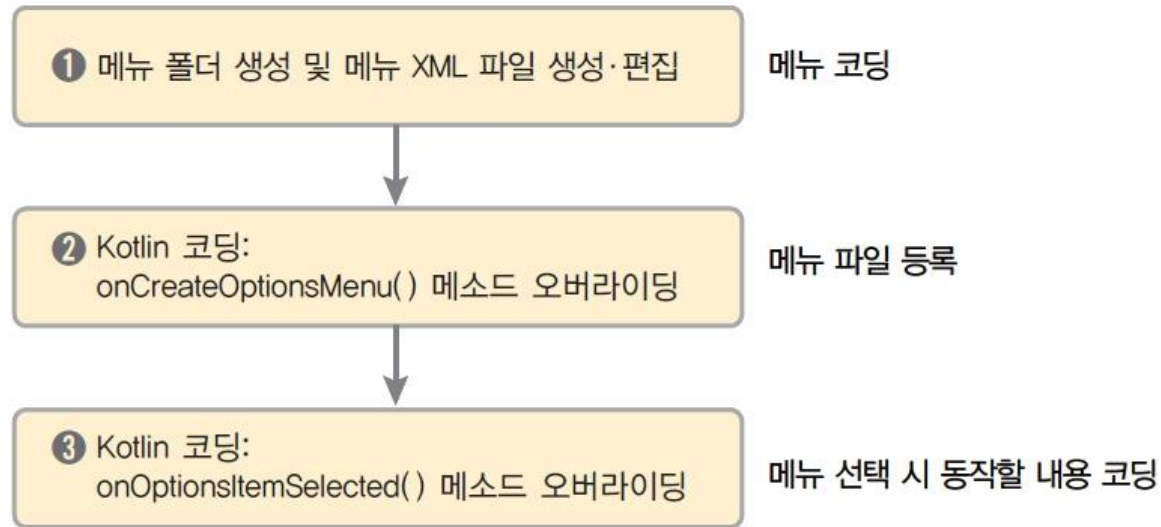 ❶ 메뉴 폴더 생성 및 메뉴 XML 파일 생성·편집
메뉴 코딩
❷ Kotlin 코딩:
onCreateOptionsMenu( ) 메소드 오버라이딩
메뉴 파일 등록
❸ Kotlin 코딩:
onOptionsItemSelected( ) 메소드 오버라이딩
메뉴 선택 시 동작할 내용 코딩